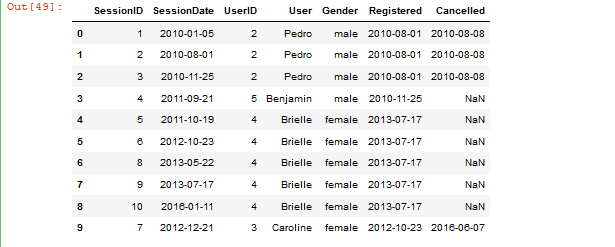 Out[49]:
SessionID SessionDate UserID User Gender Registered Cancelled
0 1 2010-01-05 2 Pedro male 2010-08-01 2010-08-08
1 2 2010-08-01 2 Pedro male 2010-08-01 2010-08-08
2 3 2010-11-25 2 Pedro male 2010-08-01 2010-08-08
3 4 2011-09-21 5 Benjamin male 2010-11-25 NaN
4 5 2011-10-19 4 Brielle female 2013-07-17 NaN
5 6 2012-10-23 4 Brielle female 2013-07-17 NaN
6 8 2013-05-22 4 Brielle female 2013-07-17 NaN
7 9 2013-07-17 4 Brielle female 2013-07-17 NaN
8 10 2016-01-11 4 Brielle female 2013-07-17 NaN
9 7 2012-12-21 3 Caroline female 2012-10-23 2016-06-07